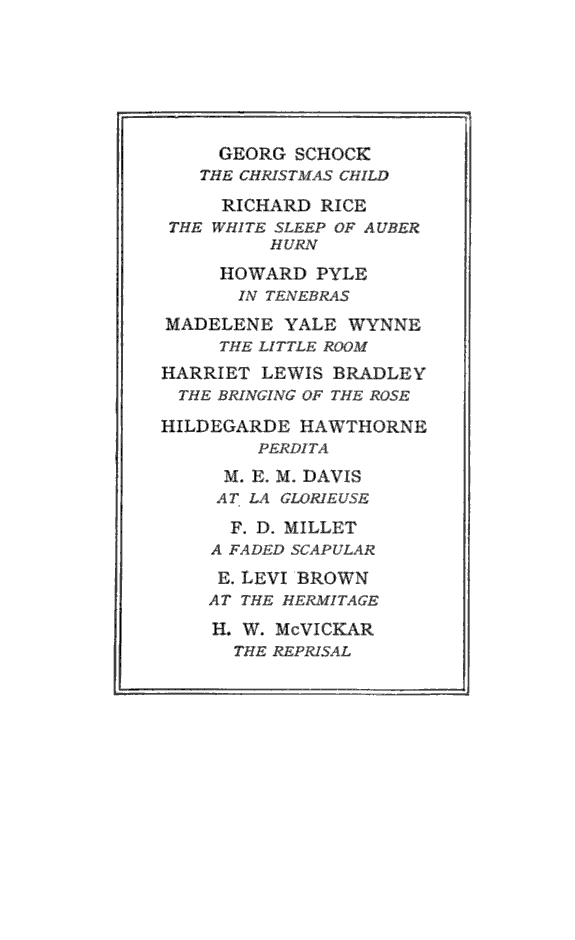 GEORG SCHOCK
THE CHRISTMAS CHILD
RICHARD RICE
THE WHITE SLEEP OF AUBER
HURN
HOWARD PYLE
IN TENEBRAS
MADELENE YALE WYNNE
THE LITTLE ROOM
HARRIET LEWIS BRADLEY
THE BRINGING OF THE ROSE
HILDEGARDE HAWTHORNE
PERDITA
M. E. M. DAVIS
AT LA GLORIEUSE
F. D. MILLET
A FADED SCAPULAR
E. LEVI BROWN
AT THE HERMITAGE
H. W. McVICKAR
THE REPRISAL